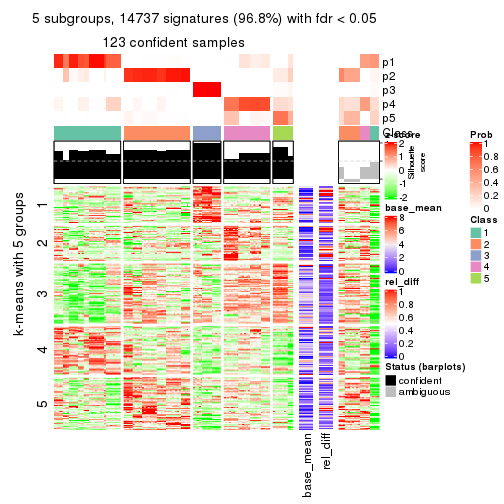 5 subgroups, 14737 signatures (96.8%) with fdr < 0.05
123 confident samples
p1
p2
p3
p4
p5
Class
Silhouette
score
k-means with 5 groups
1
2
3
4
5
base_mean
rel_diff
z-score
2
1
0
-1
-2
base_mean
8
6
4
2
0
rel_diff
1
0.8
0.6
0.4
0.2
0
Status (barplots)
confident
ambiguous
Prob
1
0.8
0.6
0.4
0.2
0
Class
1
2
3
4
5